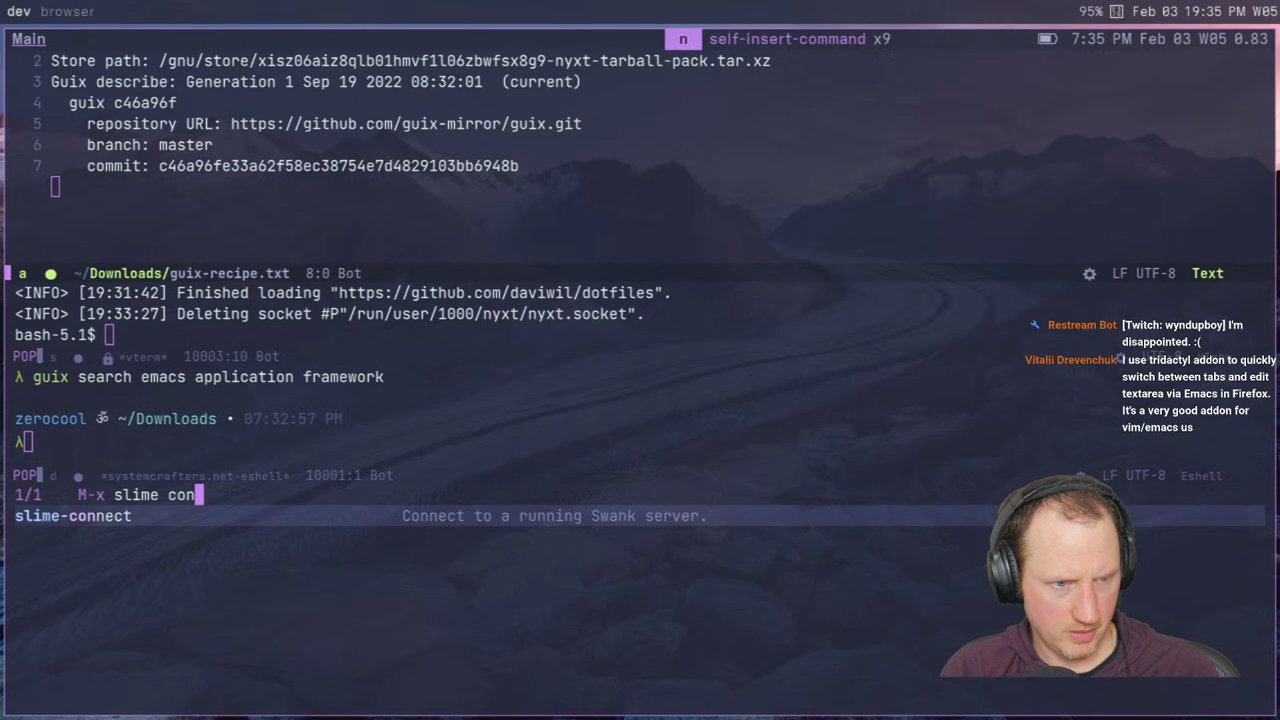 dev browser
95% Feb 03 19:35 PM W05
Main
n self-insert-command x9
7:35 PM Feb 03 W05 0.83
2 Store path: /gnu/store/xisz06aiz8qlb01hmvf1l06zbwfsx8g9-nyxt-tarball-pack.tar.xz
3 Guix describe: Generation 1 Sep 19 2022 08:32:01 (current)
4 guix c46a96f
5 repository URL: https://github.com/guix-mirror/guix.git
6 branch: master
7 commit: c46a96fe33a62f58ec38754e7d4829103bb6948b
a ● ~/Downloads/guix-recipe.txt 8:0 Bot
LF UTF-8 Text
<INFO> [19:31:42] Finished loading "https://github.com/daviwil/dotfiles".
<INFO> [19:33:27] Deleting socket #P"/run/user/1000/nyxt/nyxt.socket".
bash-5.1$
POP s ● *vterm* 10003:10 Bot
λ guix search emacs application framework
zerocool ॐ ~/Downloads • 07:32:57 PM
λ
POP d ● *systemcrafters.net-eshell* 10001:1 Bot
LF UTF-8 Eshell
1/1 M-x slime con
slime-connect Connect to a running Swank server.
Restream Bot [Twitch: wyndupboy] I'm
disappointed. :(
Vitalii Drevenchuk I use tridactyl addon to quickly
switch between tabs and edit
textarea via Emacs in Firefox.
It's a very good addon for
vim/emacs us